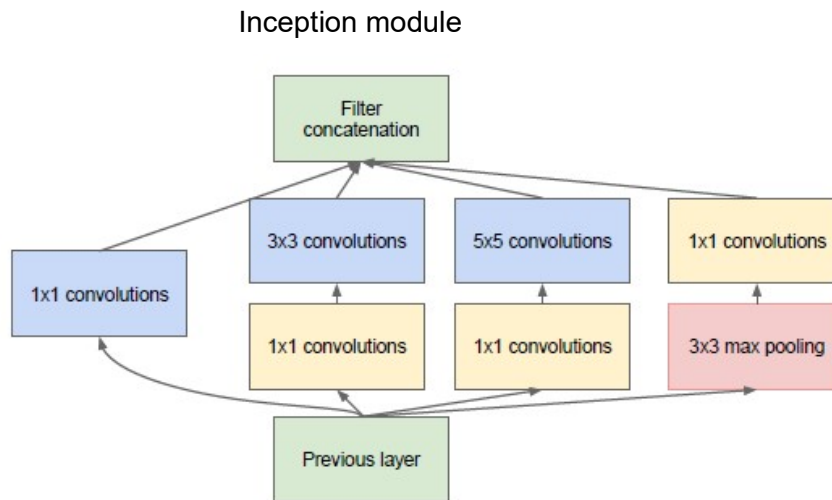 Inception module
Filter
concatenation
3x3 convolutions
5x5 convolutions
1x1 convolutions
1x1 convolutions
1x1 convolutions
1x1 convolutions
3x3 max pooling
Previous layer